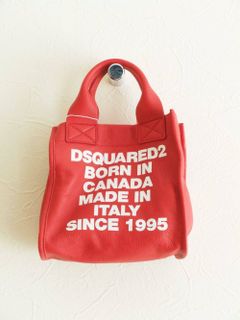 DSQUARED2
BORN IN
CANADA
MADE IN
ITALY
SINCE 1995